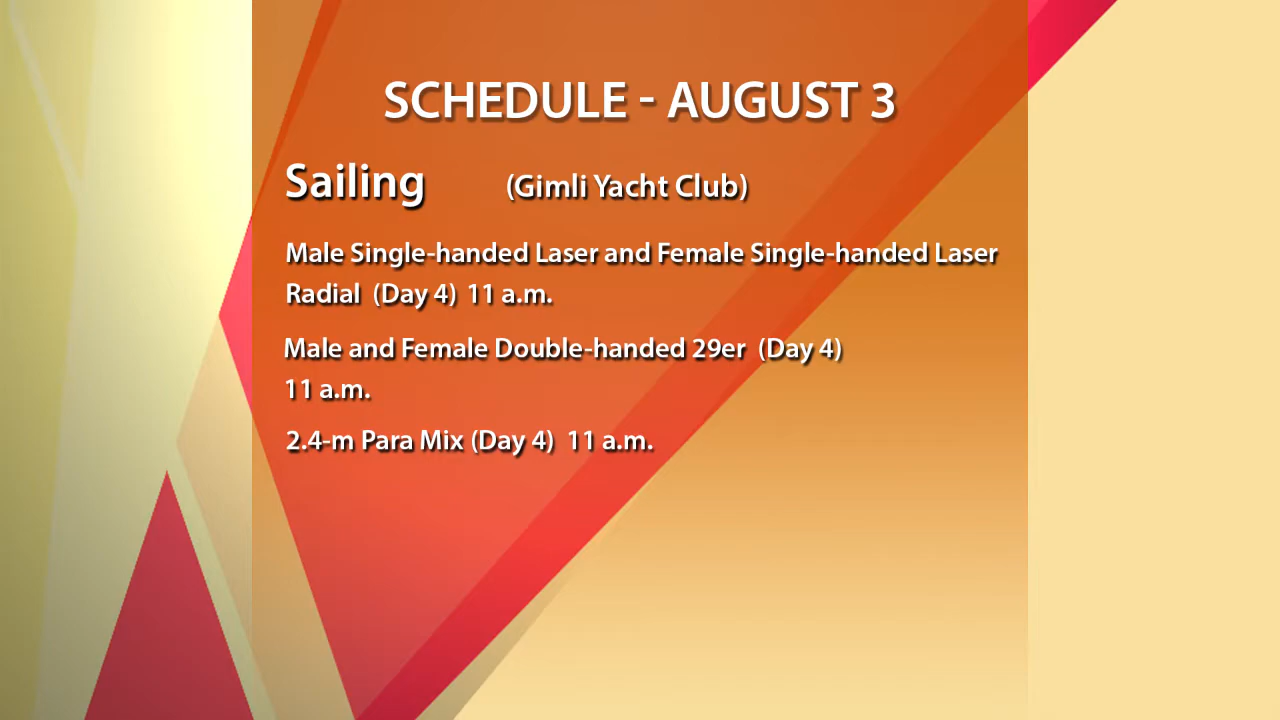 SCHEDULE - AUGUST 3
Sailing (Gimli Yacht Club)
Male Single-handed Laser and Female Single-handed Laser
Radial (Day 4) 11 a.m.
Male and Female Double-handed 29er (Day 4)
11 a.m.
2.4-m Para Mix (Day 4) 11 a.m.